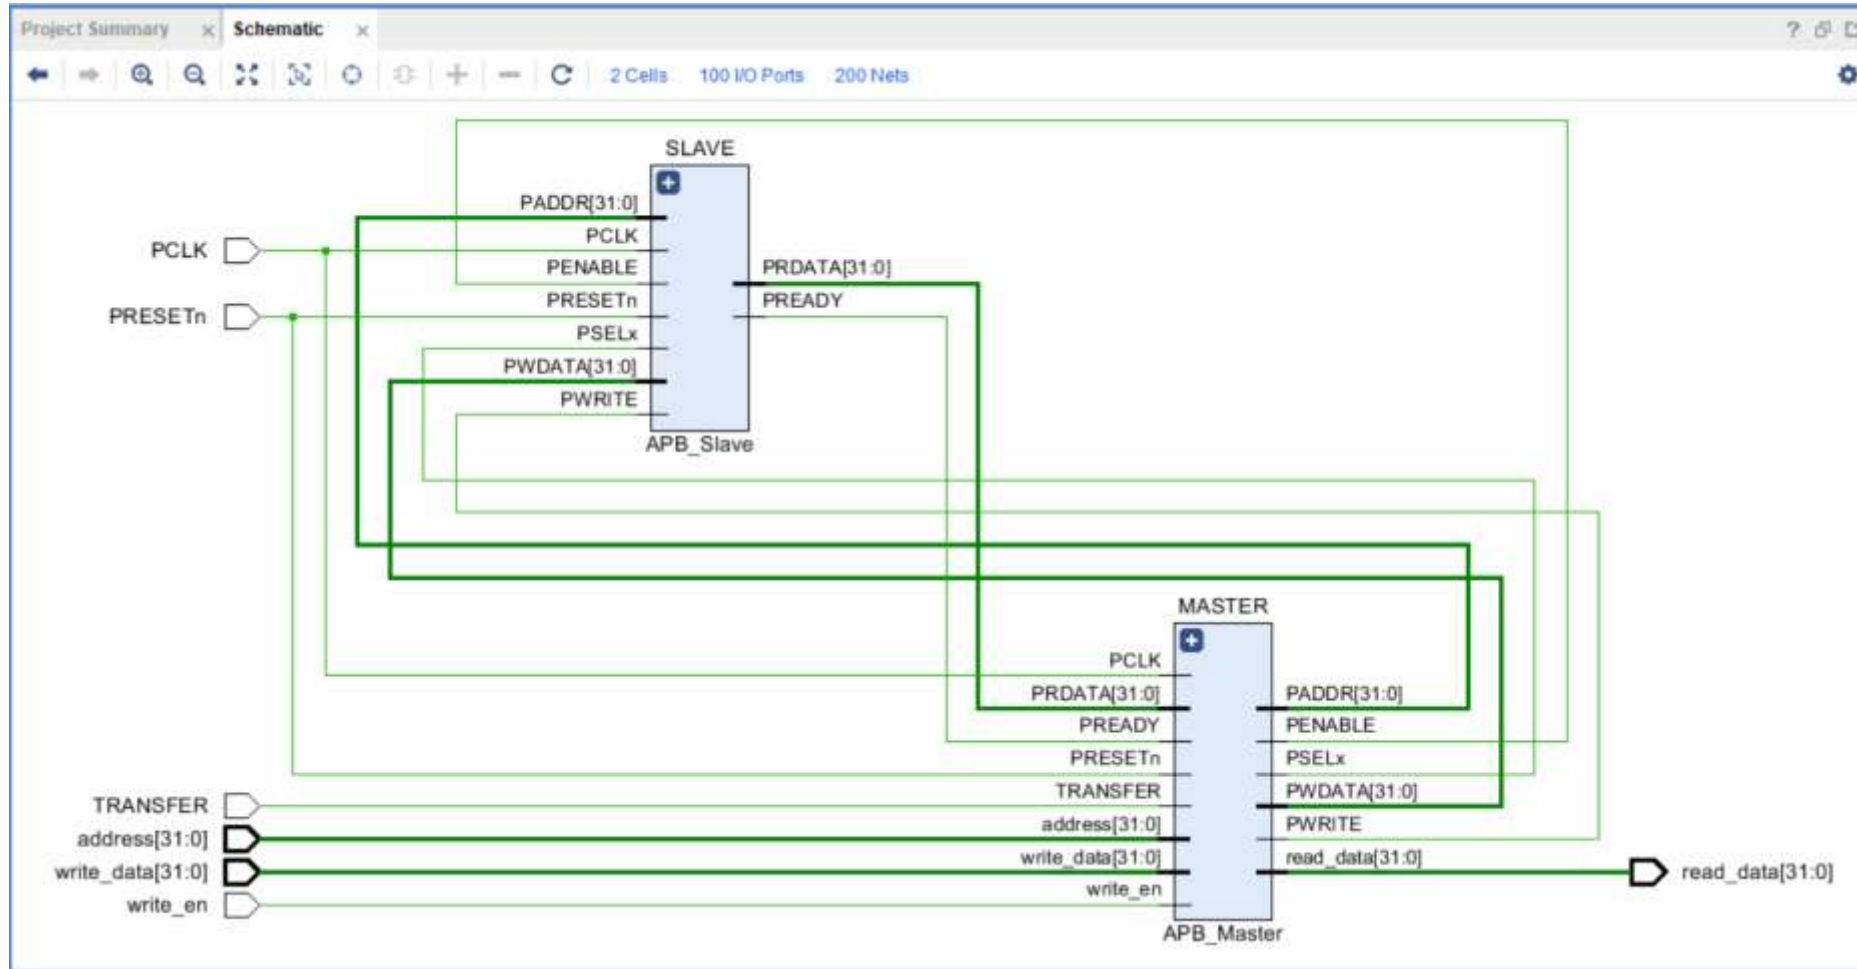 Project Summary × Schematic ×
?
2 Cells 100 I/O Ports 200 Nets
SLAVE
PADDR[31:0]
PCLK
PCLK
PENABLE
PRDATA[31:0]
PRESETn
PRESETn
PREADY
PSELx
PWDATA[31:0]
PWRITE
APB_Slave
MASTER
PCLK
PRDATA[31:0]
PADDR[31:0]
PREADY
PENABLE
PRESETn
PSELx
TRANSFER
TRANSFER
PWDATA[31:0]
address[31:0]
address[31:0]
PWRITE
write_data[31:0]
write_data[31:0]
read_data[31:0]
read_data[31:0]
write_en
write_en
APB_Master